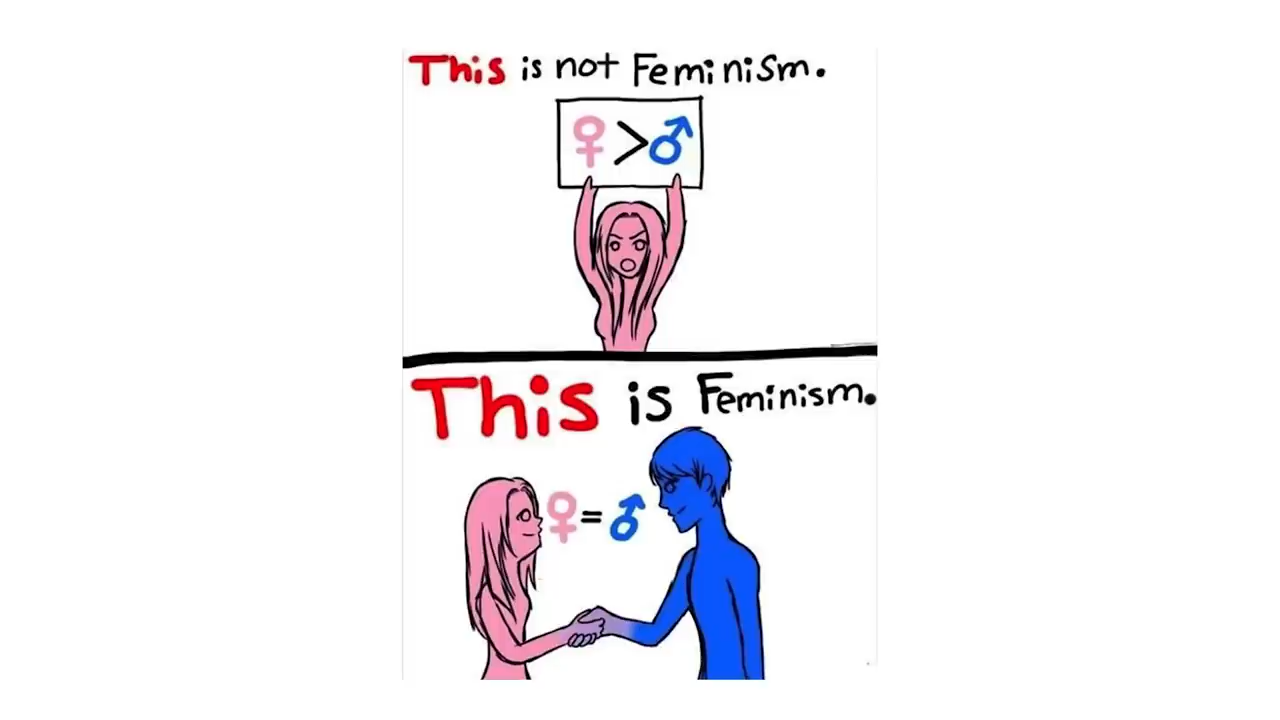 This is not Feminism.
♀ > ♂
This is Feminism.
♀ = ♂